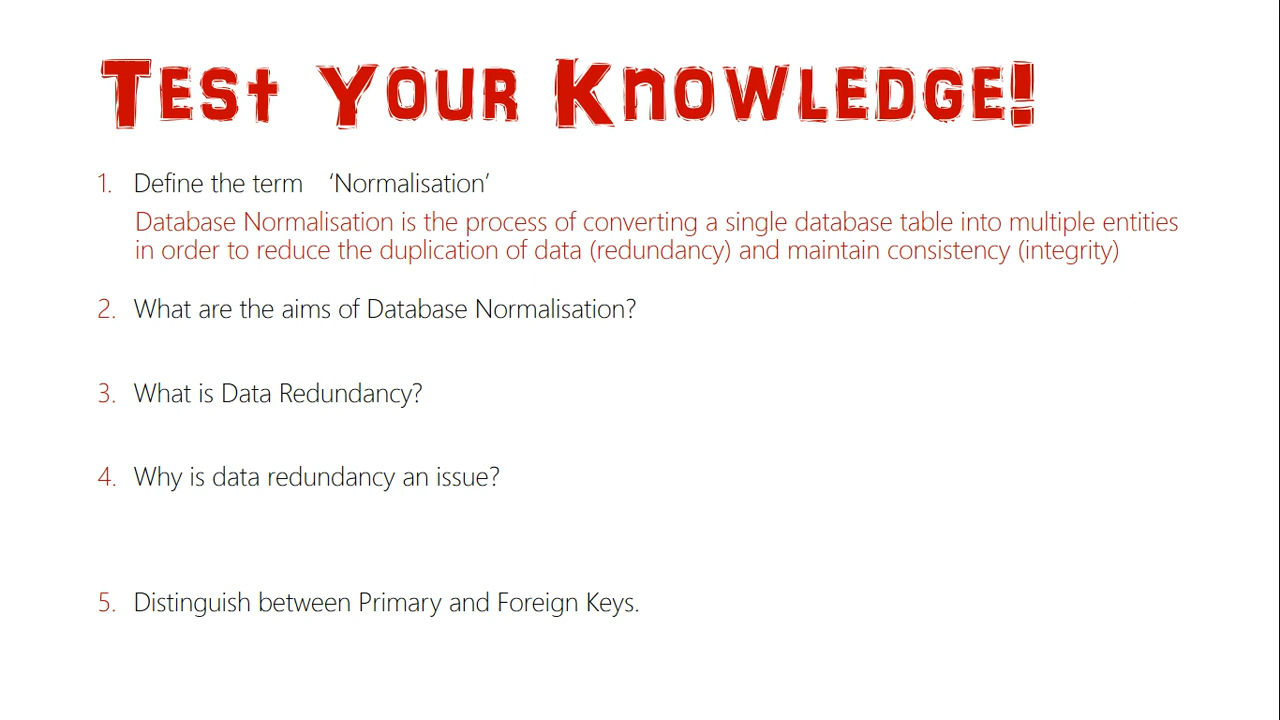 Test Your Knowledge!
1. Define the term ‘Normalisation’
Database Normalisation is the process of converting a single database table into multiple entities
in order to reduce the duplication of data (redundancy) and maintain consistency (integrity)
2. What are the aims of Database Normalisation?
3. What is Data Redundancy?
4. Why is data redundancy an issue?
5. Distinguish between Primary and Foreign Keys.